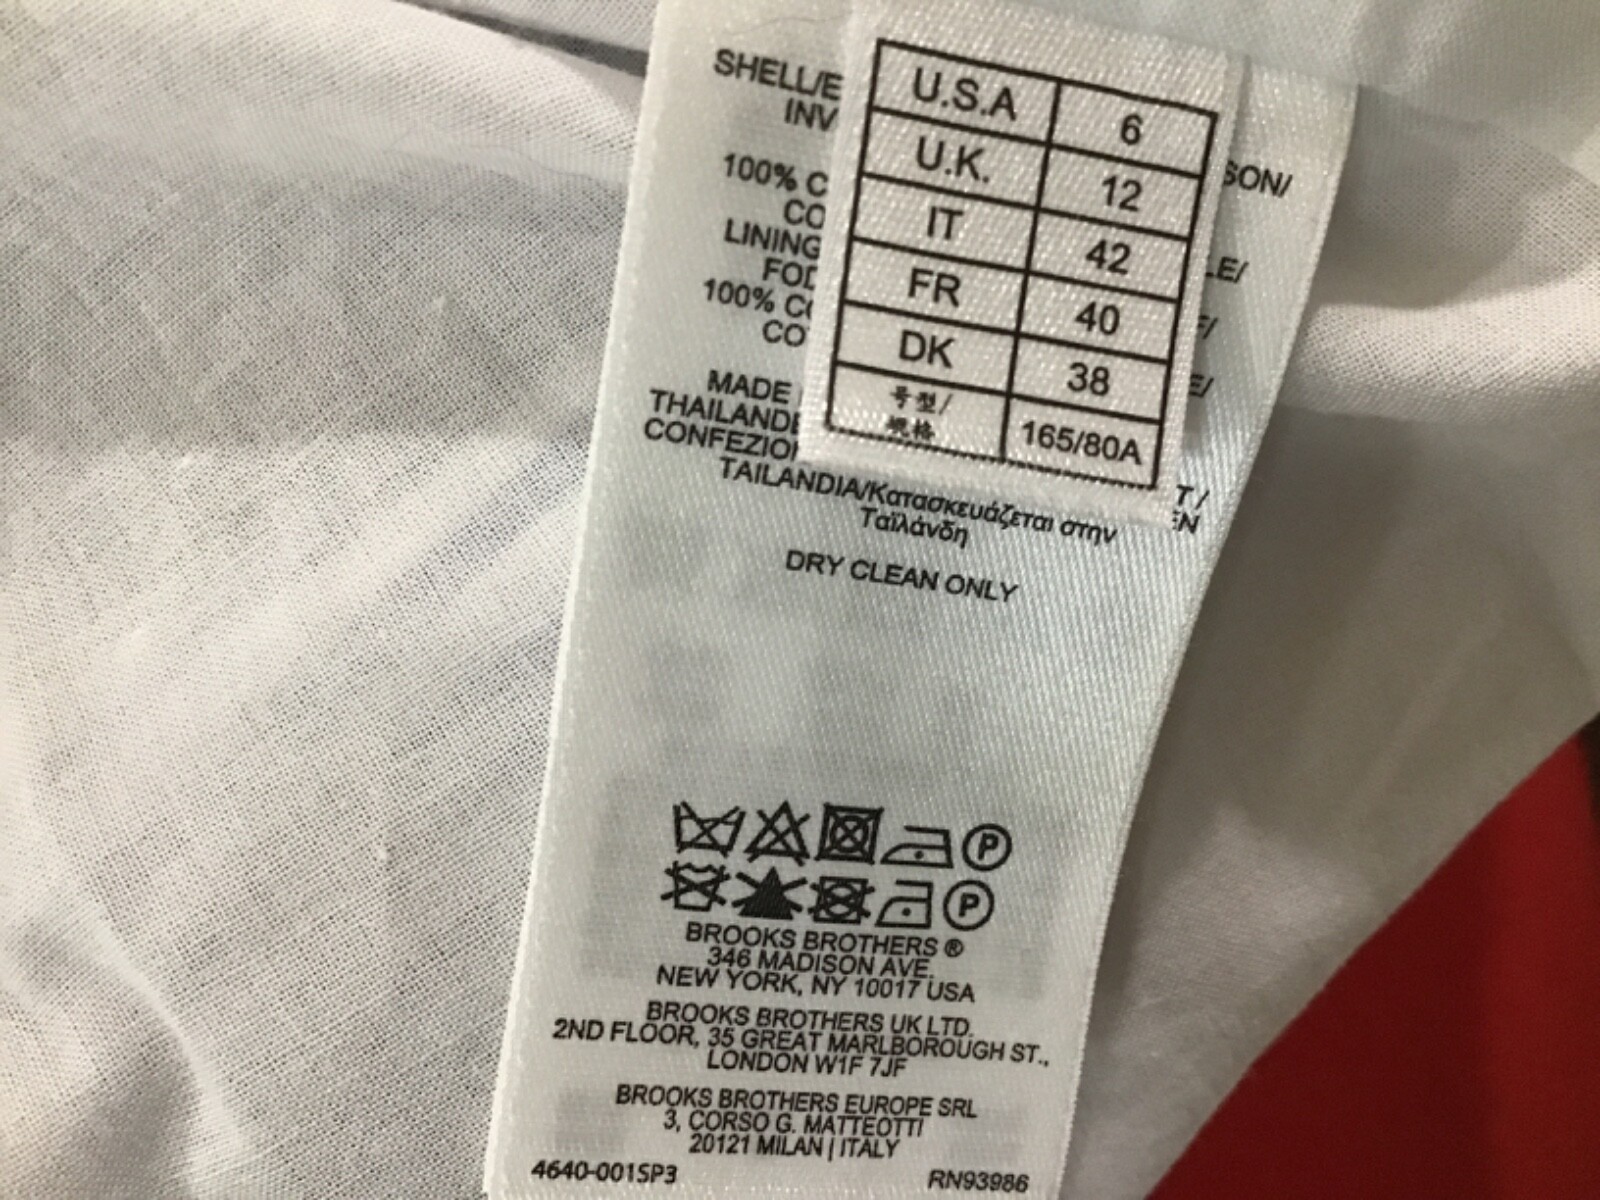 U.S.A 6
U.K. 12
IT 42
FR 40
DK 38
号型/ 165/80A
规格
SHELL/E
INV
SON/
100% C
CO
LE/
LINING
FOD
100% CO
CO
E/
MADE
THAILANDE
CONFEZIO
T/
EN
TAILANDIA/Κατασκευάζεται στην
Ταϊλάνδη
DRY CLEAN ONLY
P
P
BROOKS BROTHERS ®
346 MADISON AVE.
NEW YORK, NY 10017 USA
BROOKS BROTHERS UK LTD.
2ND FLOOR, 35 GREAT MARLBOROUGH ST.,
LONDON W1F 7JF
BROOKS BROTHERS EUROPE SRL
3, CORSO G. MATTEOTTI
20121 MILAN | ITALY
4640-001SP3 RN93986